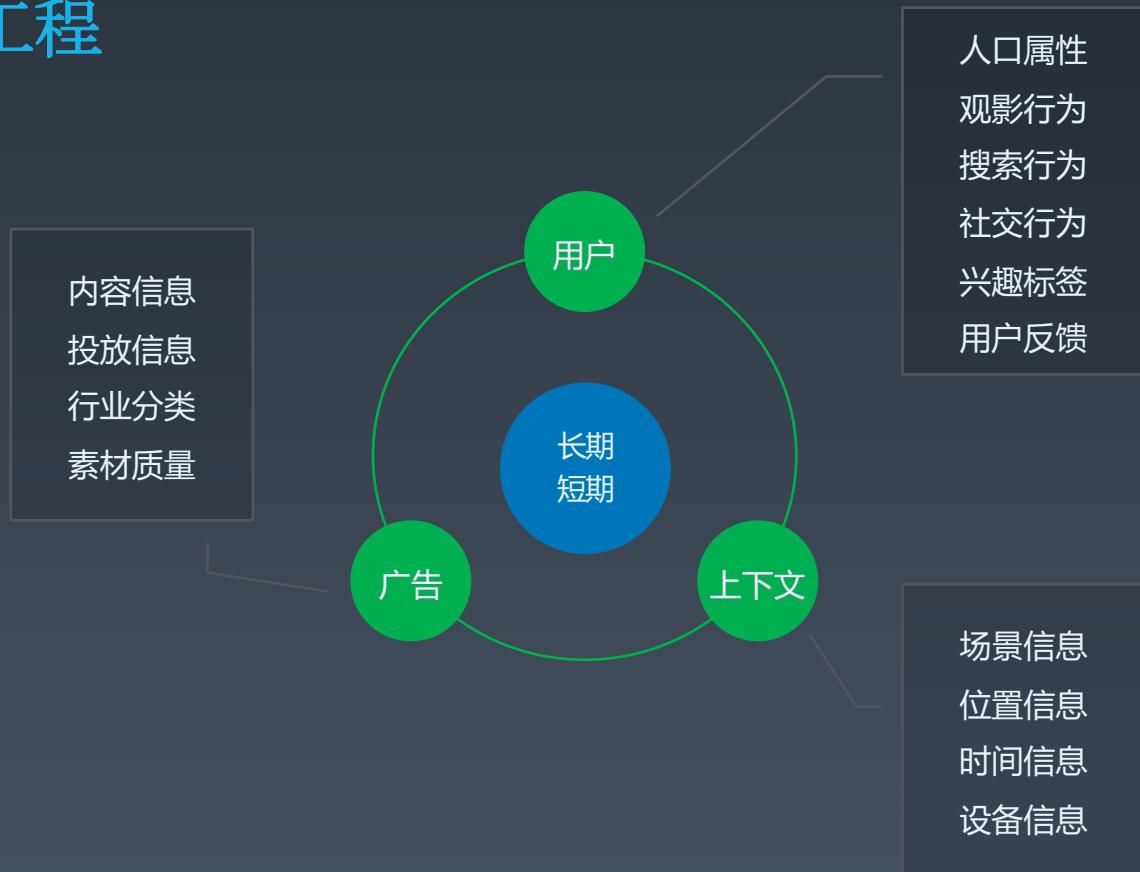 工程
人口属性
观影行为
搜索行为
社交行为
兴趣标签
用户反馈
用户
内容信息
投放信息
行业分类
素材质量
长期
短期
广告
上下文
场景信息
位置信息
时间信息
设备信息